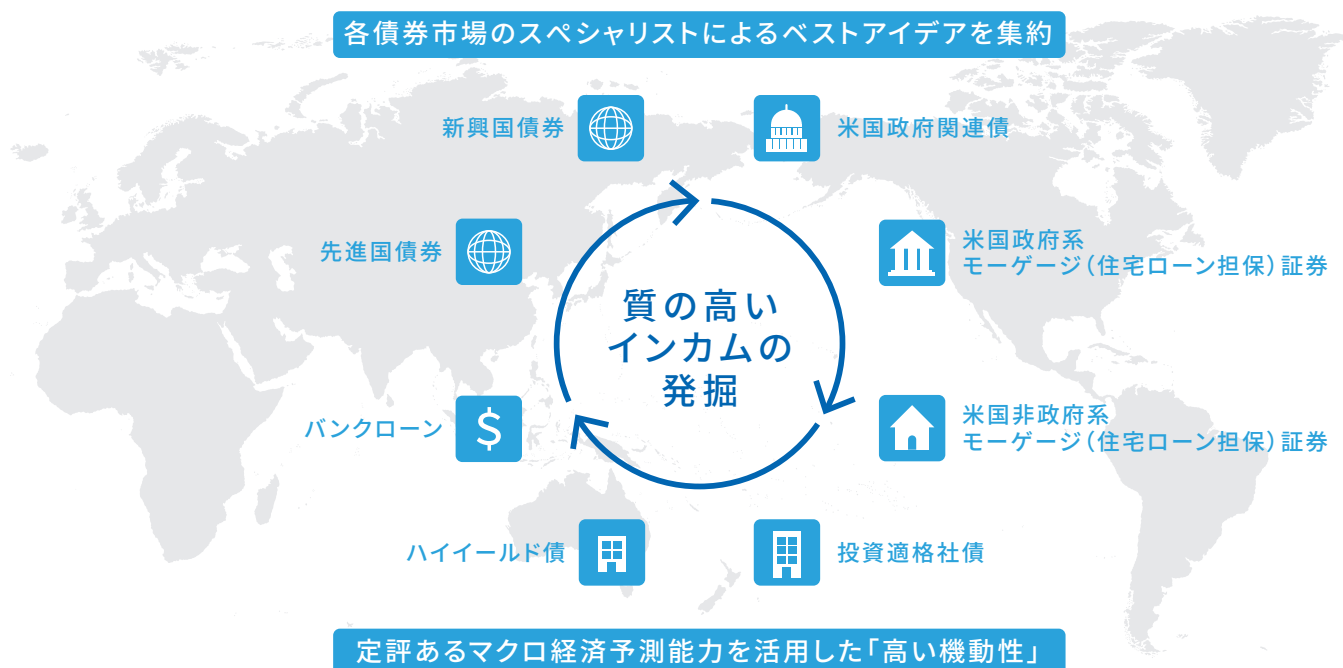 各債券市場のスペシャリストによるベストアイデアを集約
新興国債券
米国政府関連債
先進国債券
米国政府系
モーゲージ(住宅ローン担保)証券
質の高い
インカムの
発掘
バンクローン
$
米国非政府系
モーゲージ(住宅ローン担保)証券
ハイイールド債
投資適格社債
定評あるマクロ経済予測能力を活用した「高い機動性」